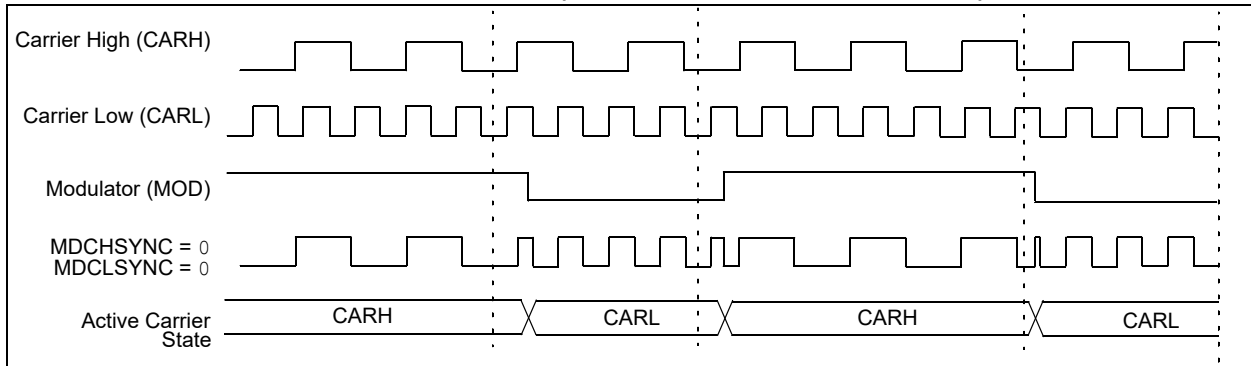 Carrier High (CARH)
Carrier Low (CARL)
Modulator (MOD)
MDCHSYNC = 0
MDCLSYNC = 0
Active Carrier
State
CARH
CARL
CARH
CARL